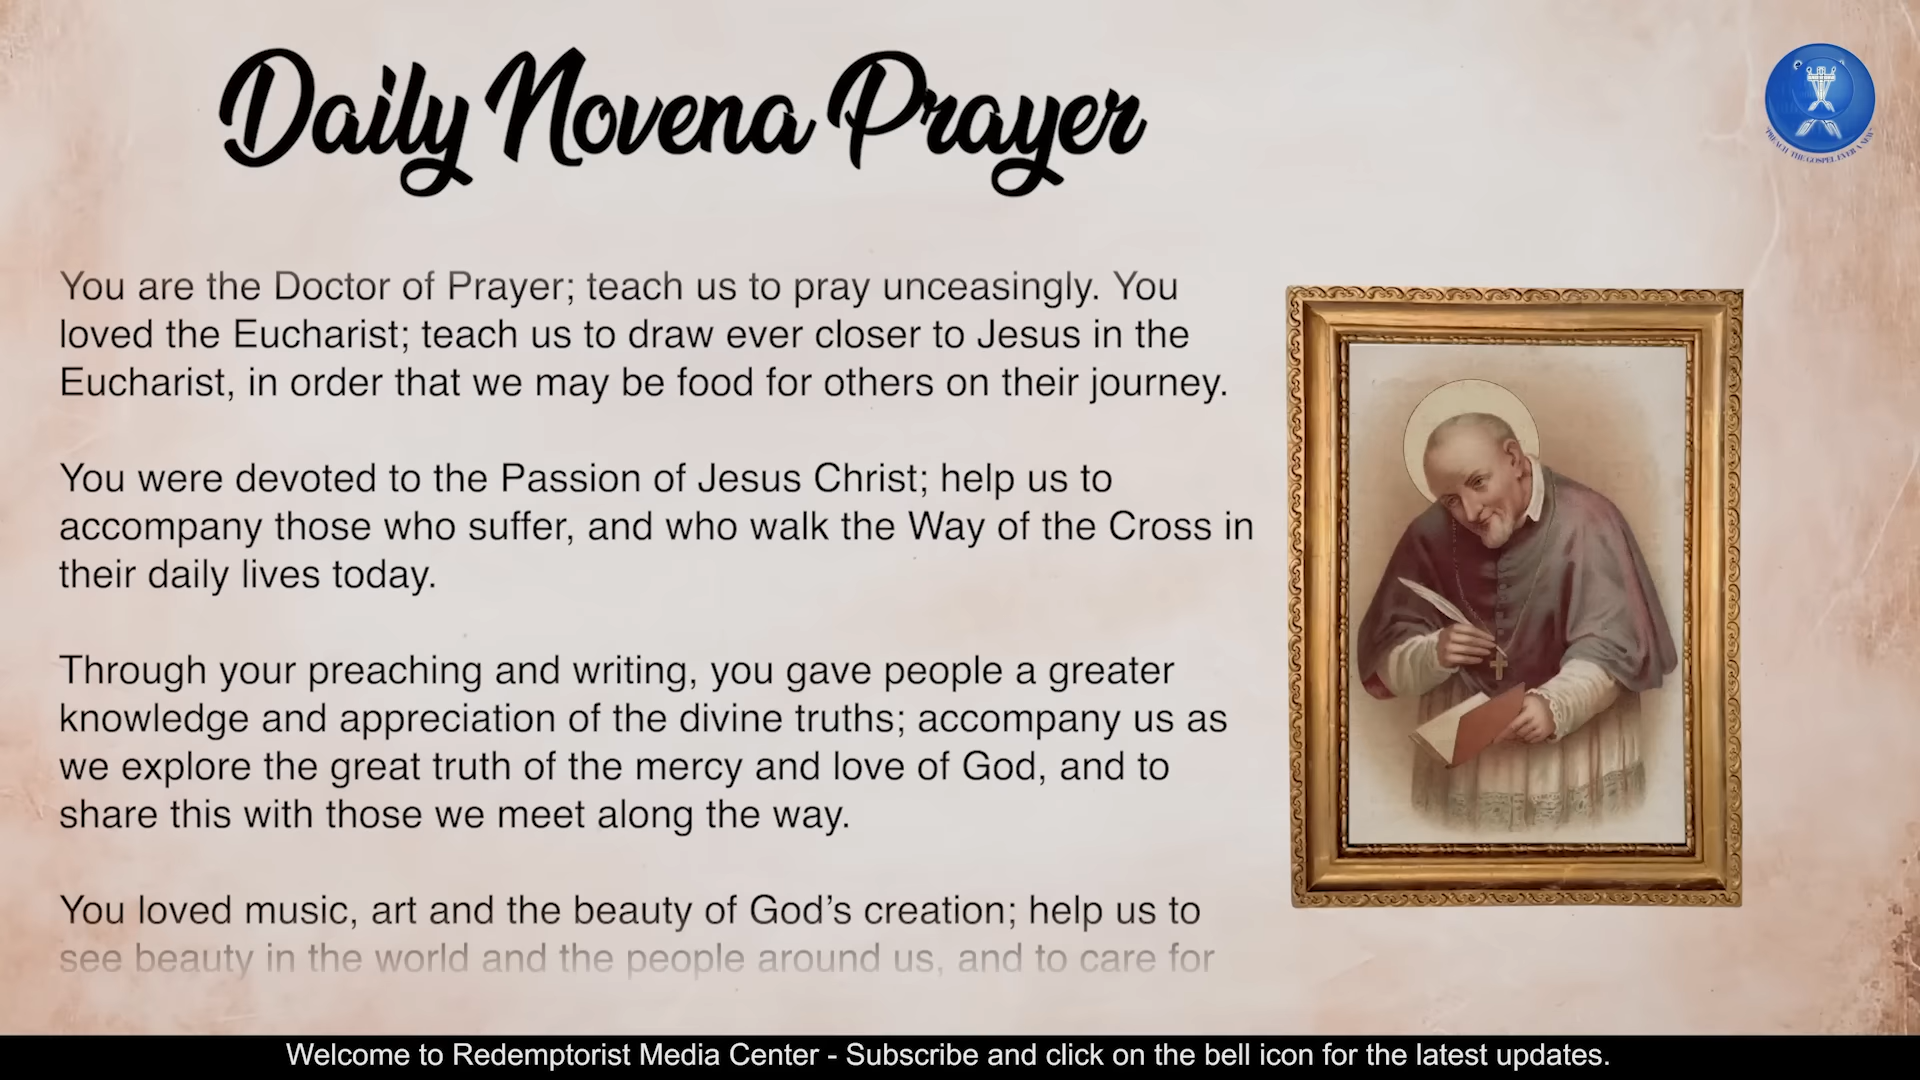 Daily Novena Prayer
You are the Doctor of Prayer; teach us to pray unceasingly. You
loved the Eucharist; teach us to draw ever closer to Jesus in the
Eucharist, in order that we may be food for others on their journey.
You were devoted to the Passion of Jesus Christ; help us to
accompany those who suffer, and who walk the Way of the Cross in
their daily lives today.
Through your preaching and writing, you gave people a greater
knowledge and appreciation of the divine truths; accompany us as
we explore the great truth of the mercy and love of God, and to
share this with those we meet along the way.
You loved music, art and the beauty of God’s creation; help us to
see beauty in the world and the people around us, and to care for
PREACH THE GOSPEL EVER A NEW
Welcome to Redemptorist Media Center - Subscribe and click on the bell icon for the latest updates.